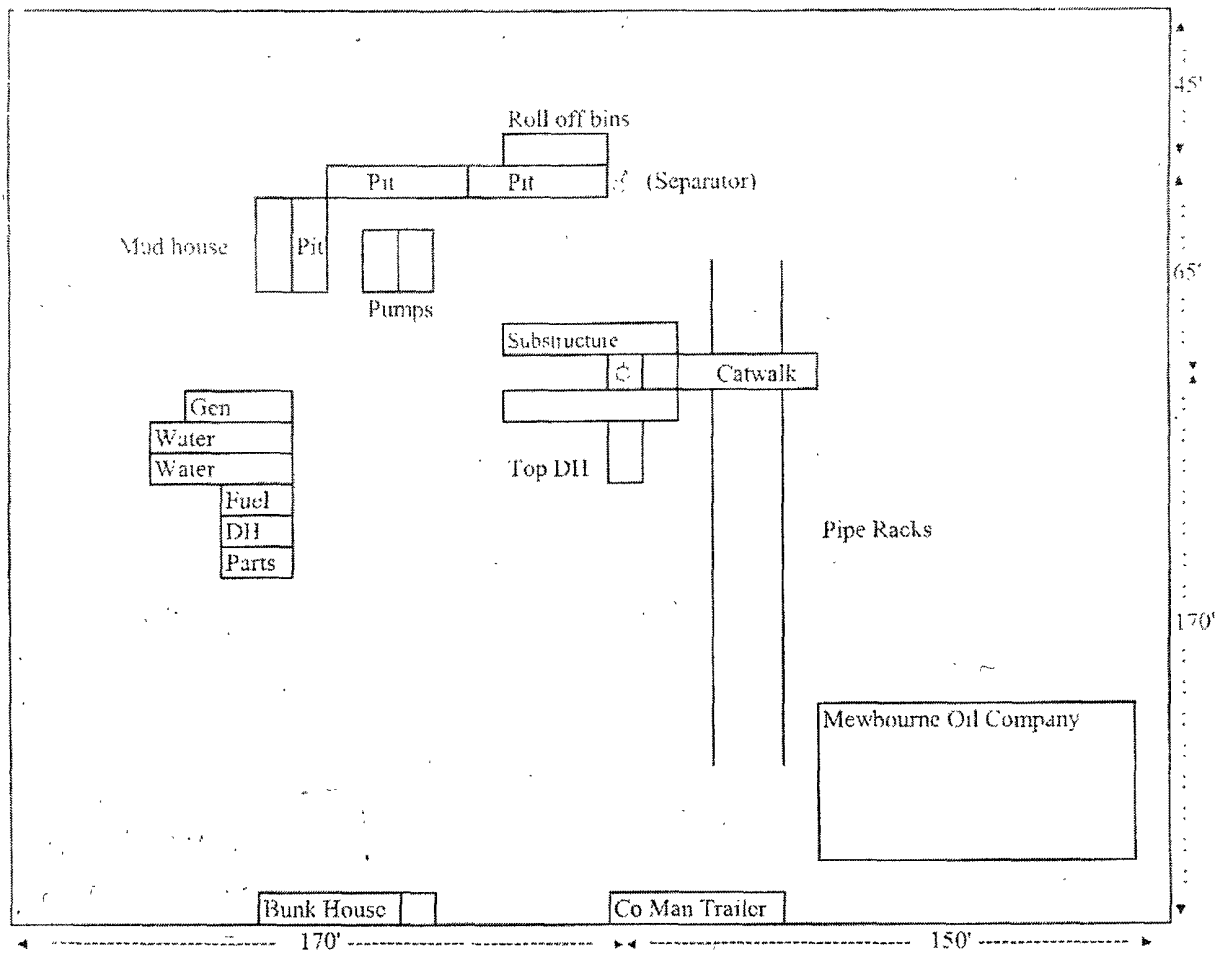 45'
Roll off bins
Pit Pit (Separator)
Mud house Pit
65'
Pumps
Substructure
Catwalk
Gen
Water
Water
Top DH
Fuel
DH
Pipe Racks
Parts
170'
Mewbourne Oil Company
Bunk House Co Man Trailer
170' 150'